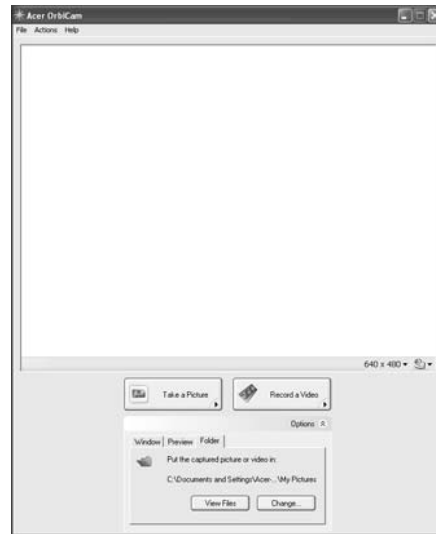 Acer OrbiCam
File Actions Help
640 x 480
Take a Picture Record a Video
Options
Window Preview Folder
Put the captured picture or video in:
C:\Documents and Settings\Acer-...\My Pictures
View Files Change...